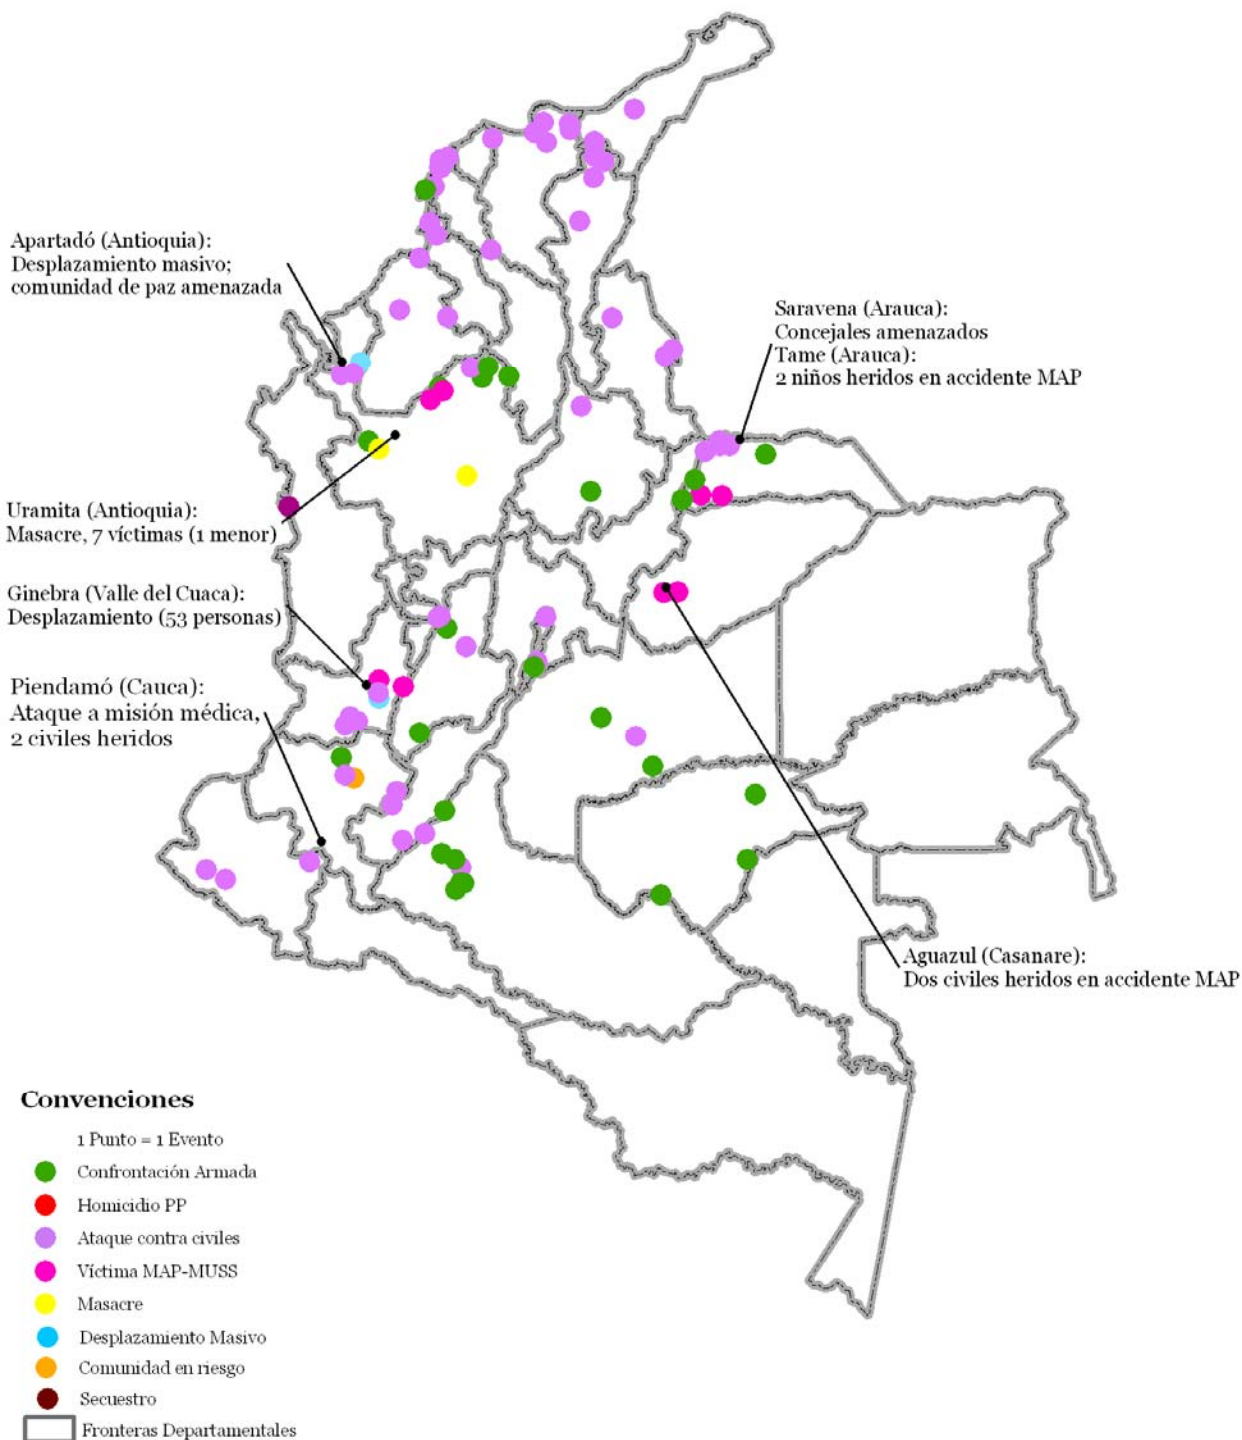 Apartadó (Antioquia):
Desplazamiento masivo;
comunidad de paz amenazada
Saravena (Arauca):
Concejales amenazados
Tame (Arauca):
2 niños heridos en accidente MAP
Uramita (Antioquia):
Masacre, 7 víctimas (1 menor)
Ginebra (Valle del Cuaca):
Desplazamiento (53 personas)
Piendamó (Cauca):
Ataque a misión médica,
2 civiles heridos
Aguazul (Casanare):
Dos civiles heridos en accidente MAP
Convenciones
1 Punto = 1 Evento
Confrontación Armada
Homicidio PP
Ataque contra civiles
Víctima MAP-MUSS
Masacre
Desplazamiento Masivo
Comunidad en riesgo
Secuestro
Fronteras Departamentales